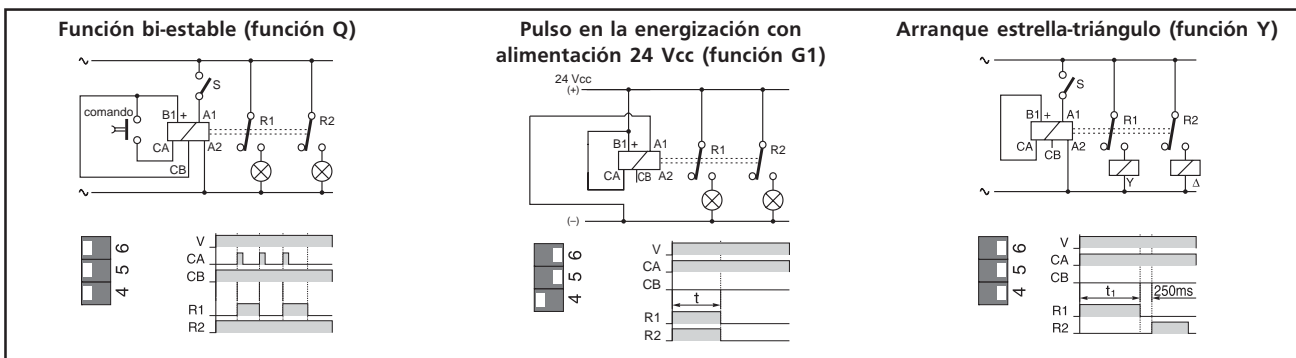 Función bi-estable (función Q)
~
S
comando
B1 + A1
R1
R2
CA
A2
CB
~
6
5
4
V
CA
CB
R1
R2
Pulso en la energización con
alimentación 24 Vcc (función G1)
24 Vcc
(+)
B1 + A1
R1
R2
CA CB A2
(–)
6
5
4
V
CA
CB
t
R1
R2
Arranque estrella-triángulo (función Y)
~
S
B1 + A1
R1
R2
CA
CB
A2
Y
Δ
~
6
5
4
V
CA
CB
t1
250ms
R1
R2